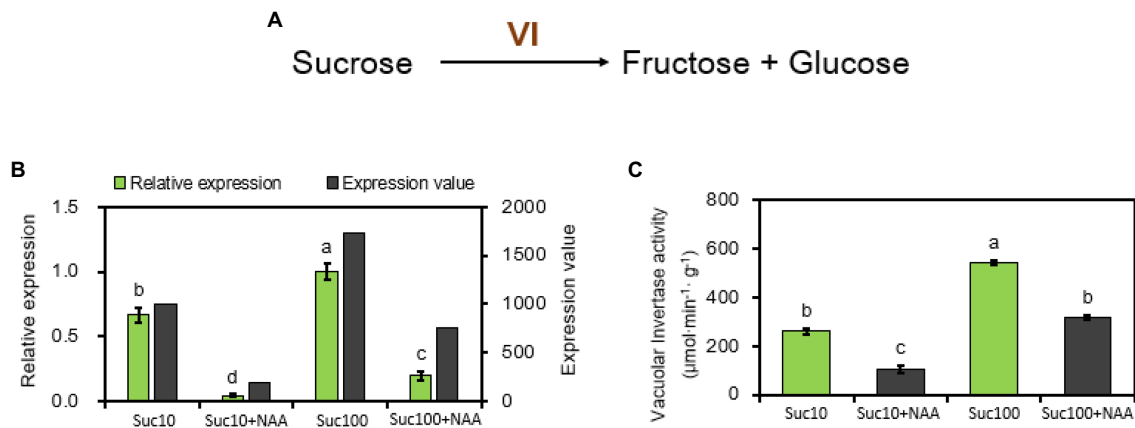 A
VI
Sucrose → Fructose + Glucose
B
Relative expression Expression value
Relative expression
1.5
1.0
0.5
0.0
b
d
a
c
2000
1500
1000
500
0
Expression value
Suc10 Suc10+NAA Suc100 Suc100+NAA
C
Vacuolar Invertase activity
(µmol·min⁻¹· g⁻¹)
800
600
400
200
0
b
c
a
b
Suc10 Suc10+NAA Suc100 Suc100+NAA